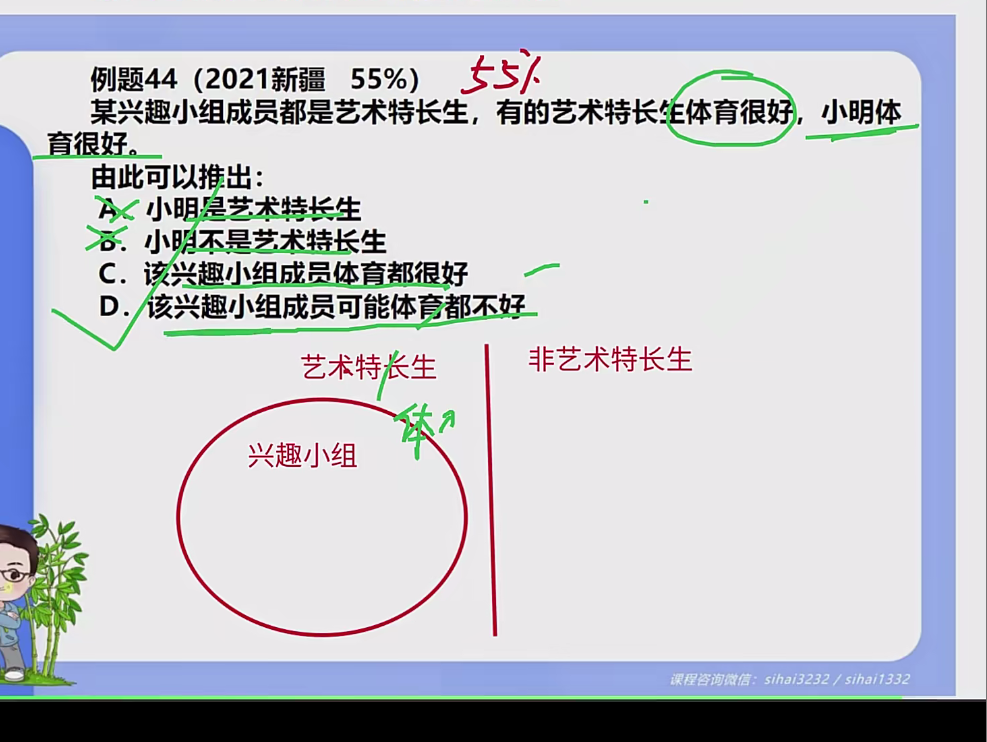 例题44（2021新疆 55%） 55%
某兴趣小组成员都是艺术特长生，有的艺术特长生体育很好，小明体
育很好。
由此可以推出：
A．小明是艺术特长生
B．小明不是艺术特长生
C．该兴趣小组成员体育都很好
D．该兴趣小组成员可能体育都不好
艺术特长生 非艺术特长生
体
兴趣小组
课程咨询微信：sihai3232 / sihai1332